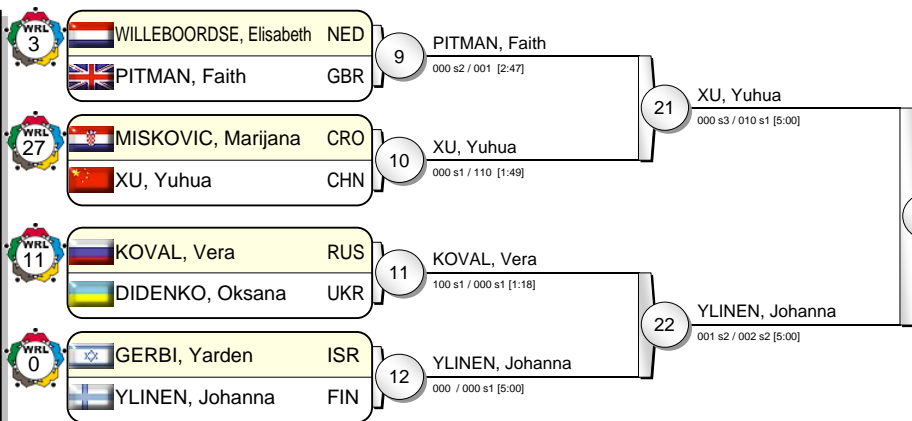 WRL
3
WILLEBOORDSE, Elisabeth NED
PITMAN, Faith GBR
9
PITMAN, Faith
000 s2 / 001 [2:47]
21
XU, Yuhua
000 s3 / 010 s1 [5:00]
WRL
27
MISKOVIC, Marijana CRO
XU, Yuhua CHN
10
XU, Yuhua
000 s1 / 110 [1:49]
WRL
11
KOVAL, Vera RUS
DIDENKO, Oksana UKR
11
KOVAL, Vera
100 s1 / 000 s1 [1:18]
22
YLINEN, Johanna
001 s2 / 002 s2 [5:00]
WRL
0
GERBI, Yarden ISR
YLINEN, Johanna FIN
12
YLINEN, Johanna
000 / 000 s1 [5:00]